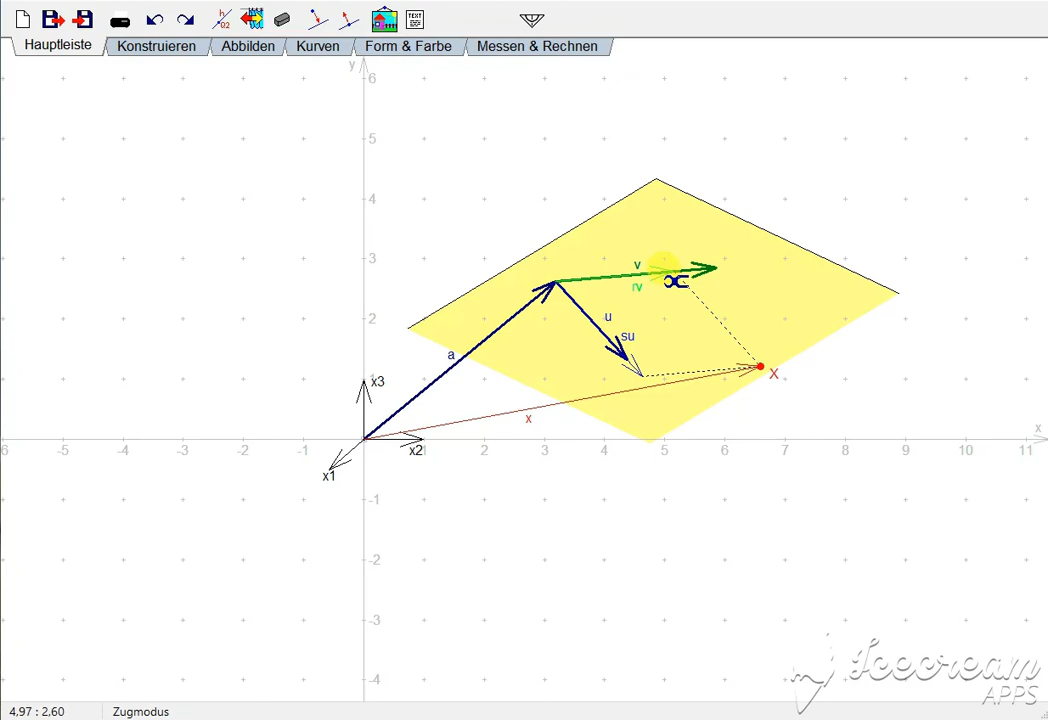 h/02 TEXT
Hauptleiste Konstruieren Abbilden Kurven Form & Farbe Messen & Rechnen
y
6
5
4
3
2
1
-1
-2
-3
-4
6 -5 -4 -3 -2 -1 2 3 4 5 6 7 8 9 10 11
x
v
rv
u
su
a
x3
X
x
x2
x1
Icecream
APPS
4,97 : 2,60 Zugmodus